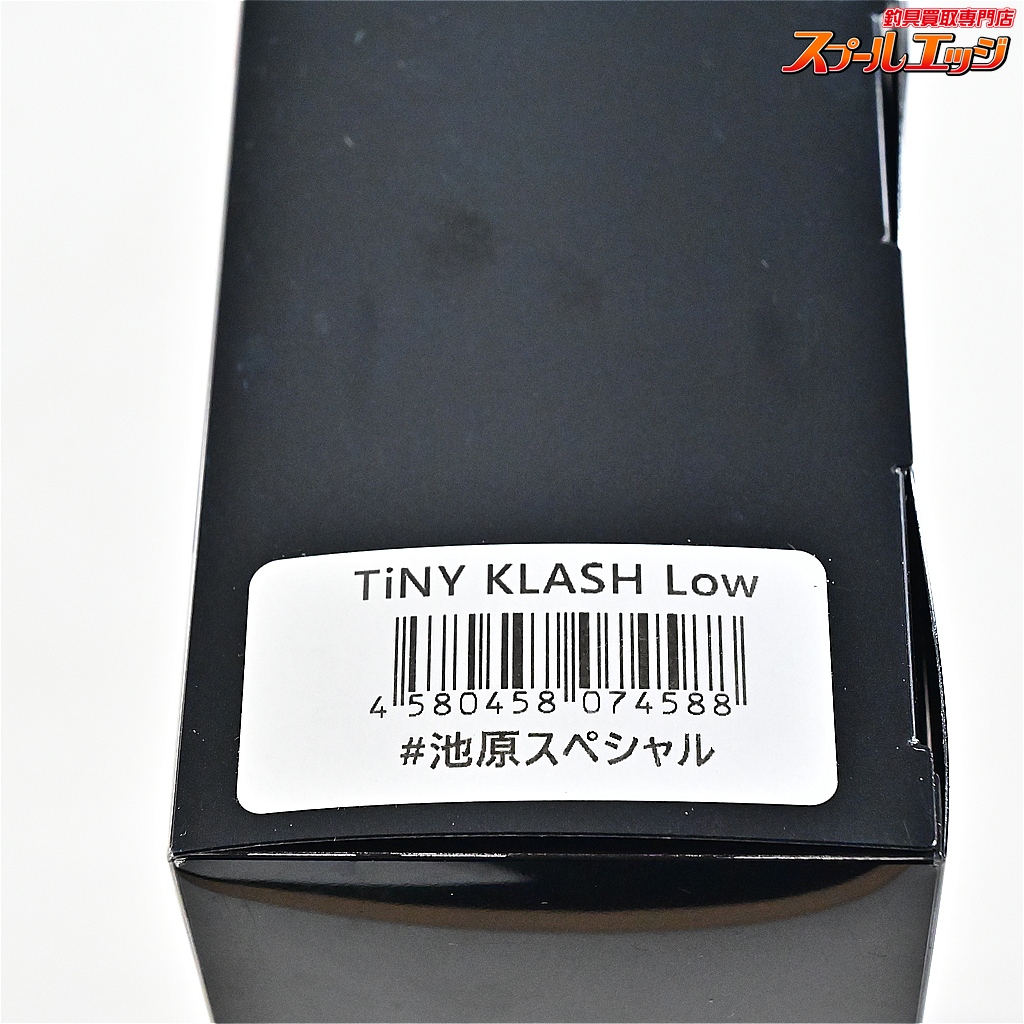 釣具買取専門店
スプールエッジ
TiNY KLASH Low
4 580458 074588
#池原スペシャル